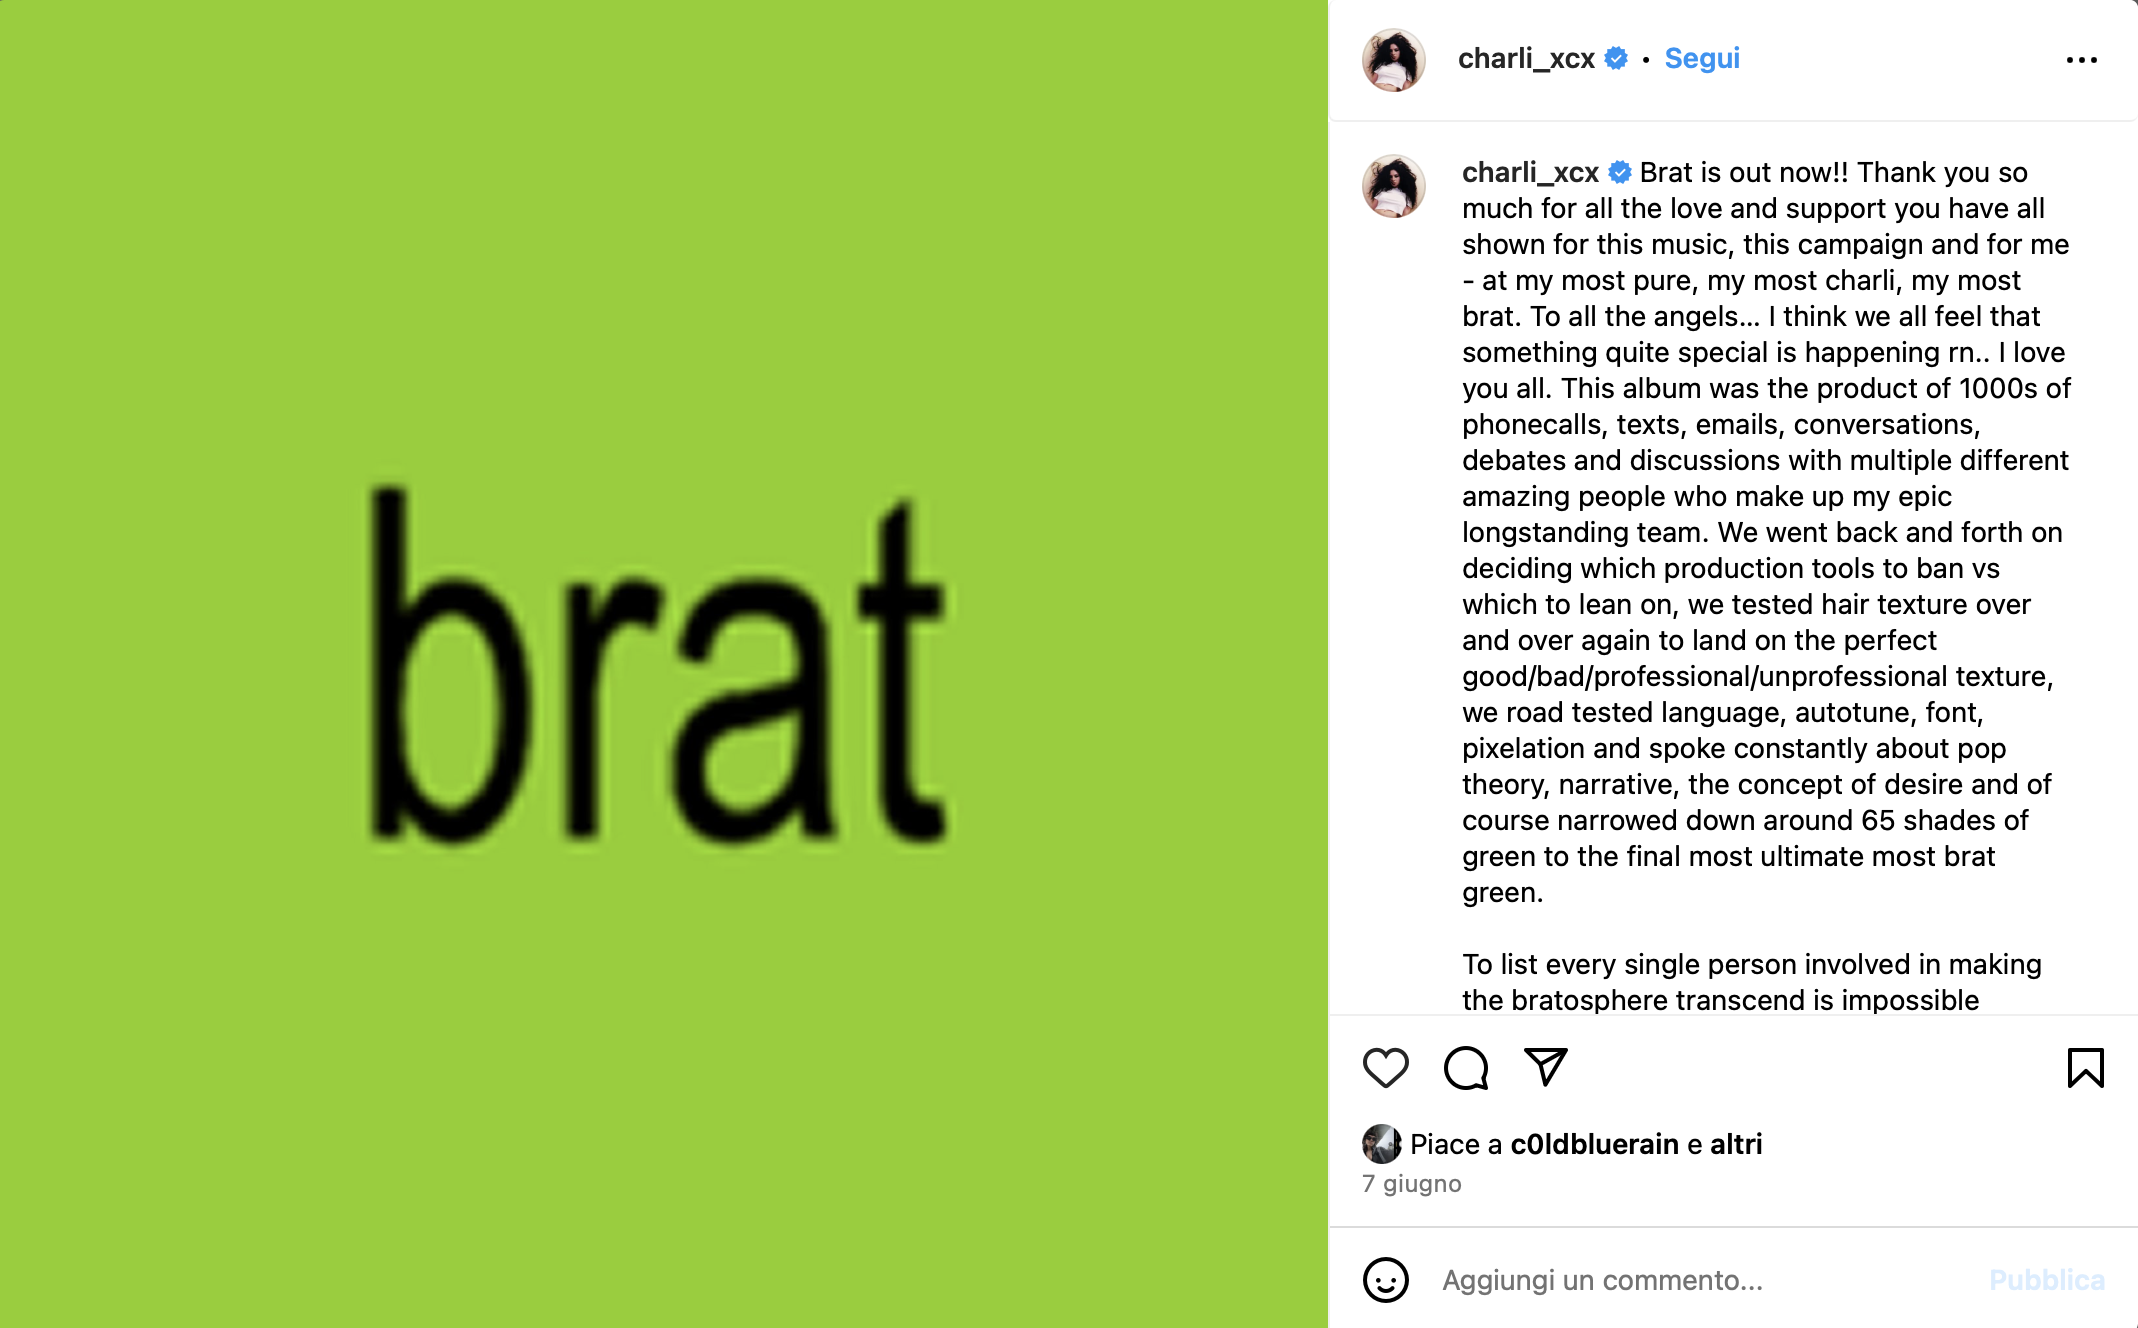 brat
charli_xcx • Segui
charli_xcx Brat is out now!! Thank you so
much for all the love and support you have all
shown for this music, this campaign and for me
- at my most pure, my most charli, my most
brat. To all the angels... I think we all feel that
something quite special is happening rn.. I love
you all. This album was the product of 1000s of
phonecalls, texts, emails, conversations,
debates and discussions with multiple different
amazing people who make up my epic
longstanding team. We went back and forth on
deciding which production tools to ban vs
which to lean on, we tested hair texture over
and over again to land on the perfect
good/bad/professional/unprofessional texture,
we road tested language, autotune, font,
pixelation and spoke constantly about pop
theory, narrative, the concept of desire and of
course narrowed down around 65 shades of
green to the final most ultimate most brat
green.
To list every single person involved in making
the bratosphere transcend is impossible
Piace a c0ldbluerain e altri
7 giugno
Aggiungi un commento...
Pubblica